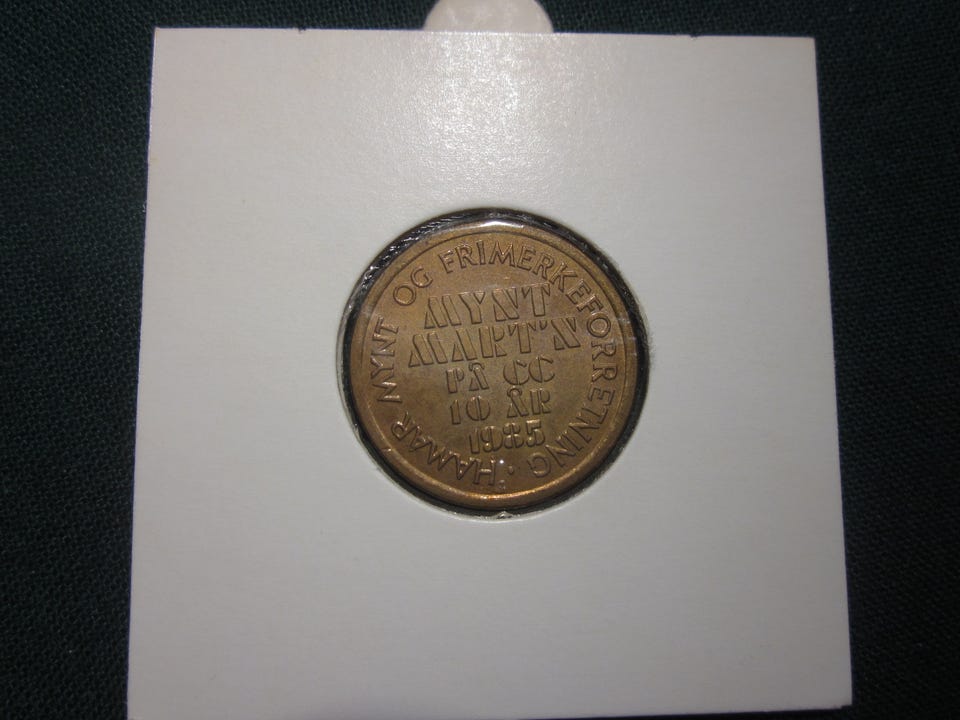 HAMAR MYNT OG FRIMERKEFORRETNING ·
MYNT
MART'N
PÅ CC
10 ÅR
1985